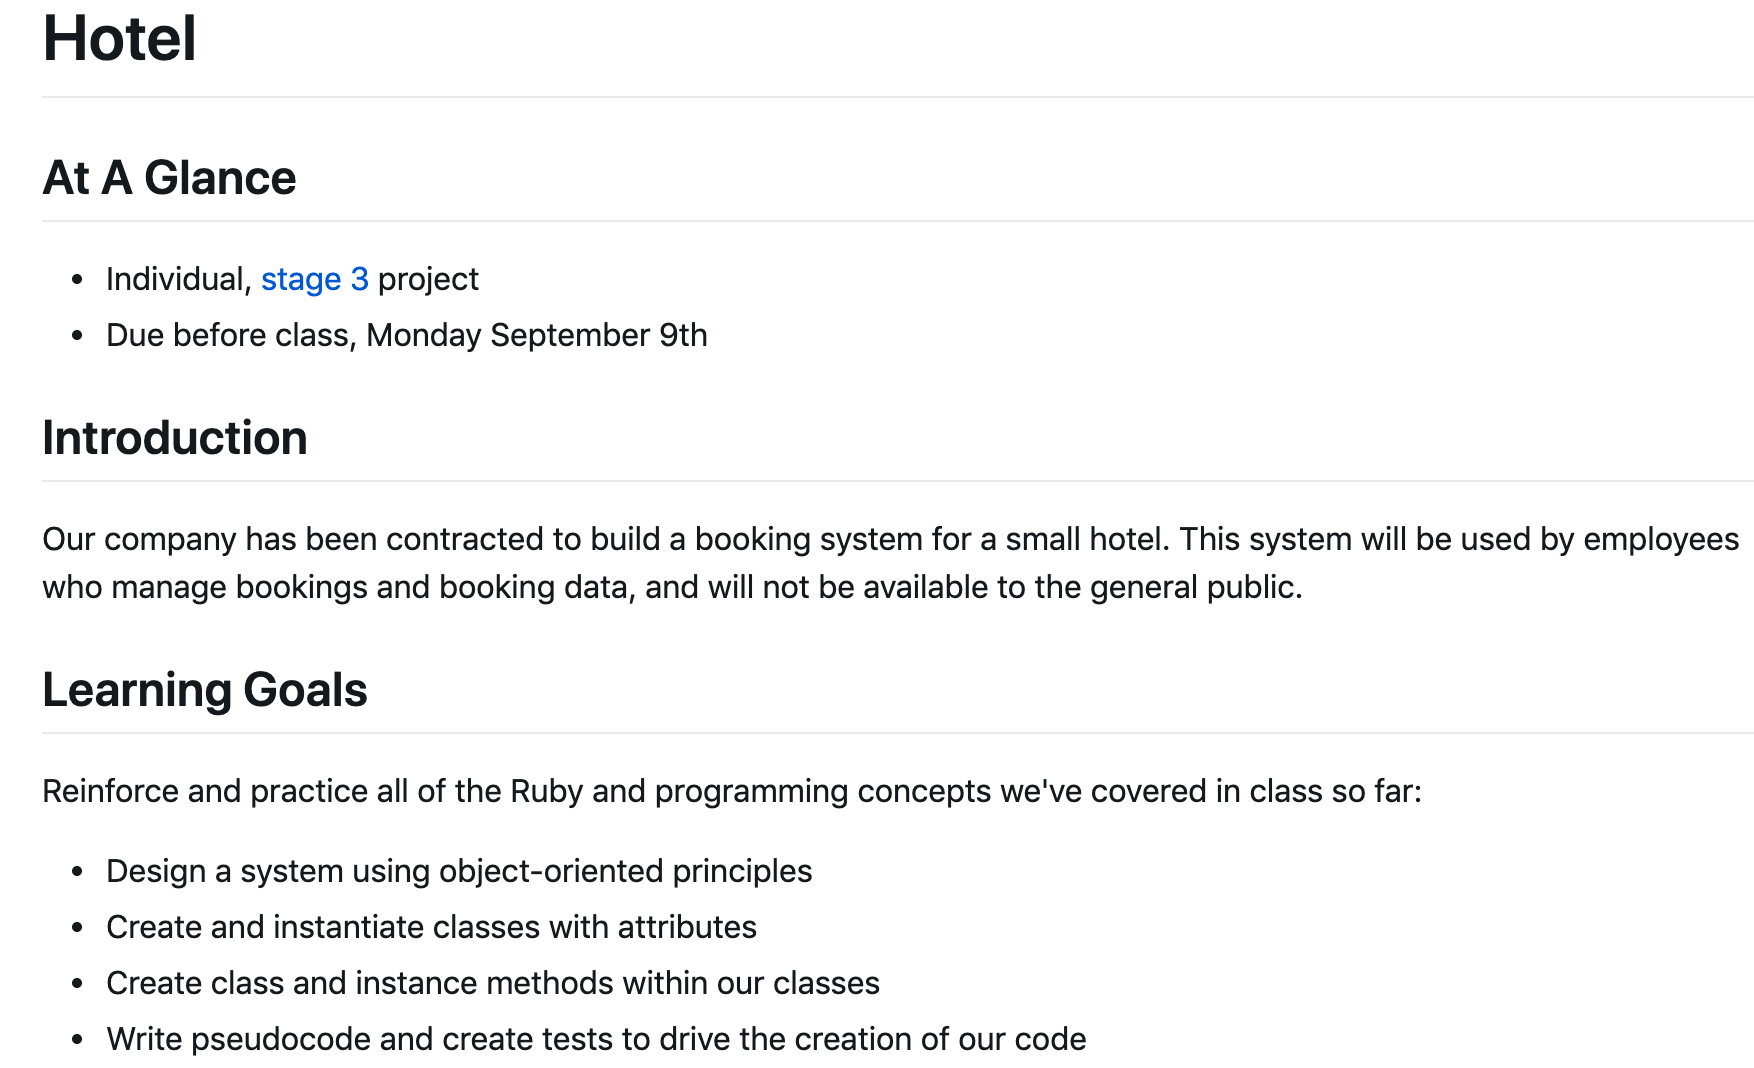 Hotel
At A Glance
Individual, stage 3 project
Due before class, Monday September 9th
Introduction
Our company has been contracted to build a booking system for a small hotel. This system will be used by employees
who manage bookings and booking data, and will not be available to the general public.
Learning Goals
Reinforce and practice all of the Ruby and programming concepts we've covered in class so far:
Design a system using object-oriented principles
Create and instantiate classes with attributes
Create class and instance methods within our classes
Write pseudocode and create tests to drive the creation of our code